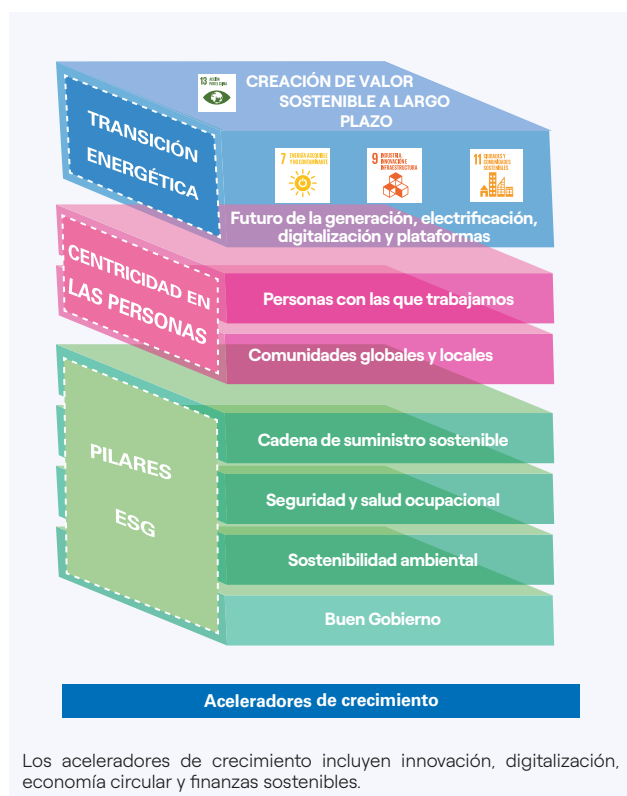 13 ACCIÓN POR EL CLIMA
CREACIÓN DE VALOR
SOSTENIBLE A LARGO
PLAZO
TRANSICIÓN
ENERGÉTICA
7 ENERGÍA ASEQUIBLE
Y NO CONTAMINANTE
9 INDUSTRIA,
INNOVACIÓN E
INFRAESTRUCTURA
11 CIUDADES Y
COMUNIDADES
SOSTENIBLES
Futuro de la generación, electrificación,
digitalización y plataformas
CENTRICIDAD EN
LAS PERSONAS
Personas con las que trabajamos
Comunidades globales y locales
PILARES
ESG
Cadena de suministro sostenible
Seguridad y salud ocupacional
Sostenibilidad ambiental
Buen Gobierno
Aceleradores de crecimiento
Los aceleradores de crecimiento incluyen innovación, digitalización,
economía circular y finanzas sostenibles.